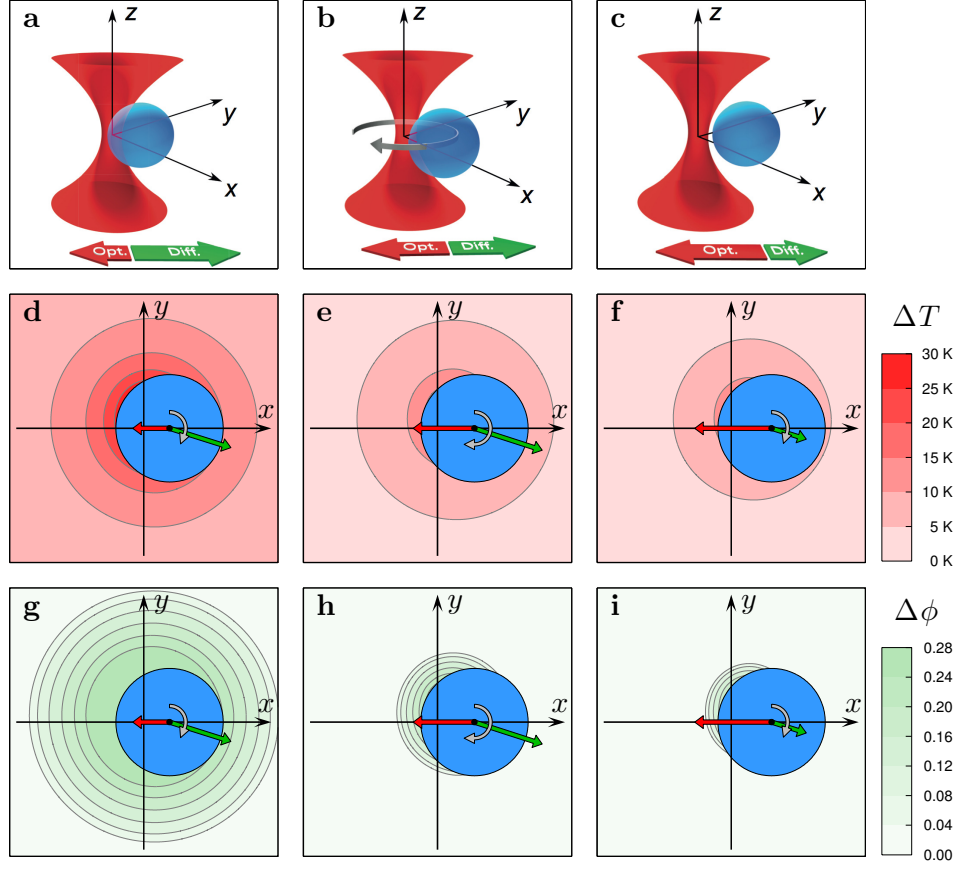 a
z
y
x
Opt. Diff.
b
z
y
x
Opt. Diff.
c
z
y
x
Opt. Diff.
d
y
x
e
y
x
f
y
x
ΔT
30 K
25 K
20 K
15 K
10 K
5 K
0 K
g
y
x
h
y
x
i
y
x
Δϕ
0.28
0.24
0.20
0.16
0.12
0.08
0.04
0.00